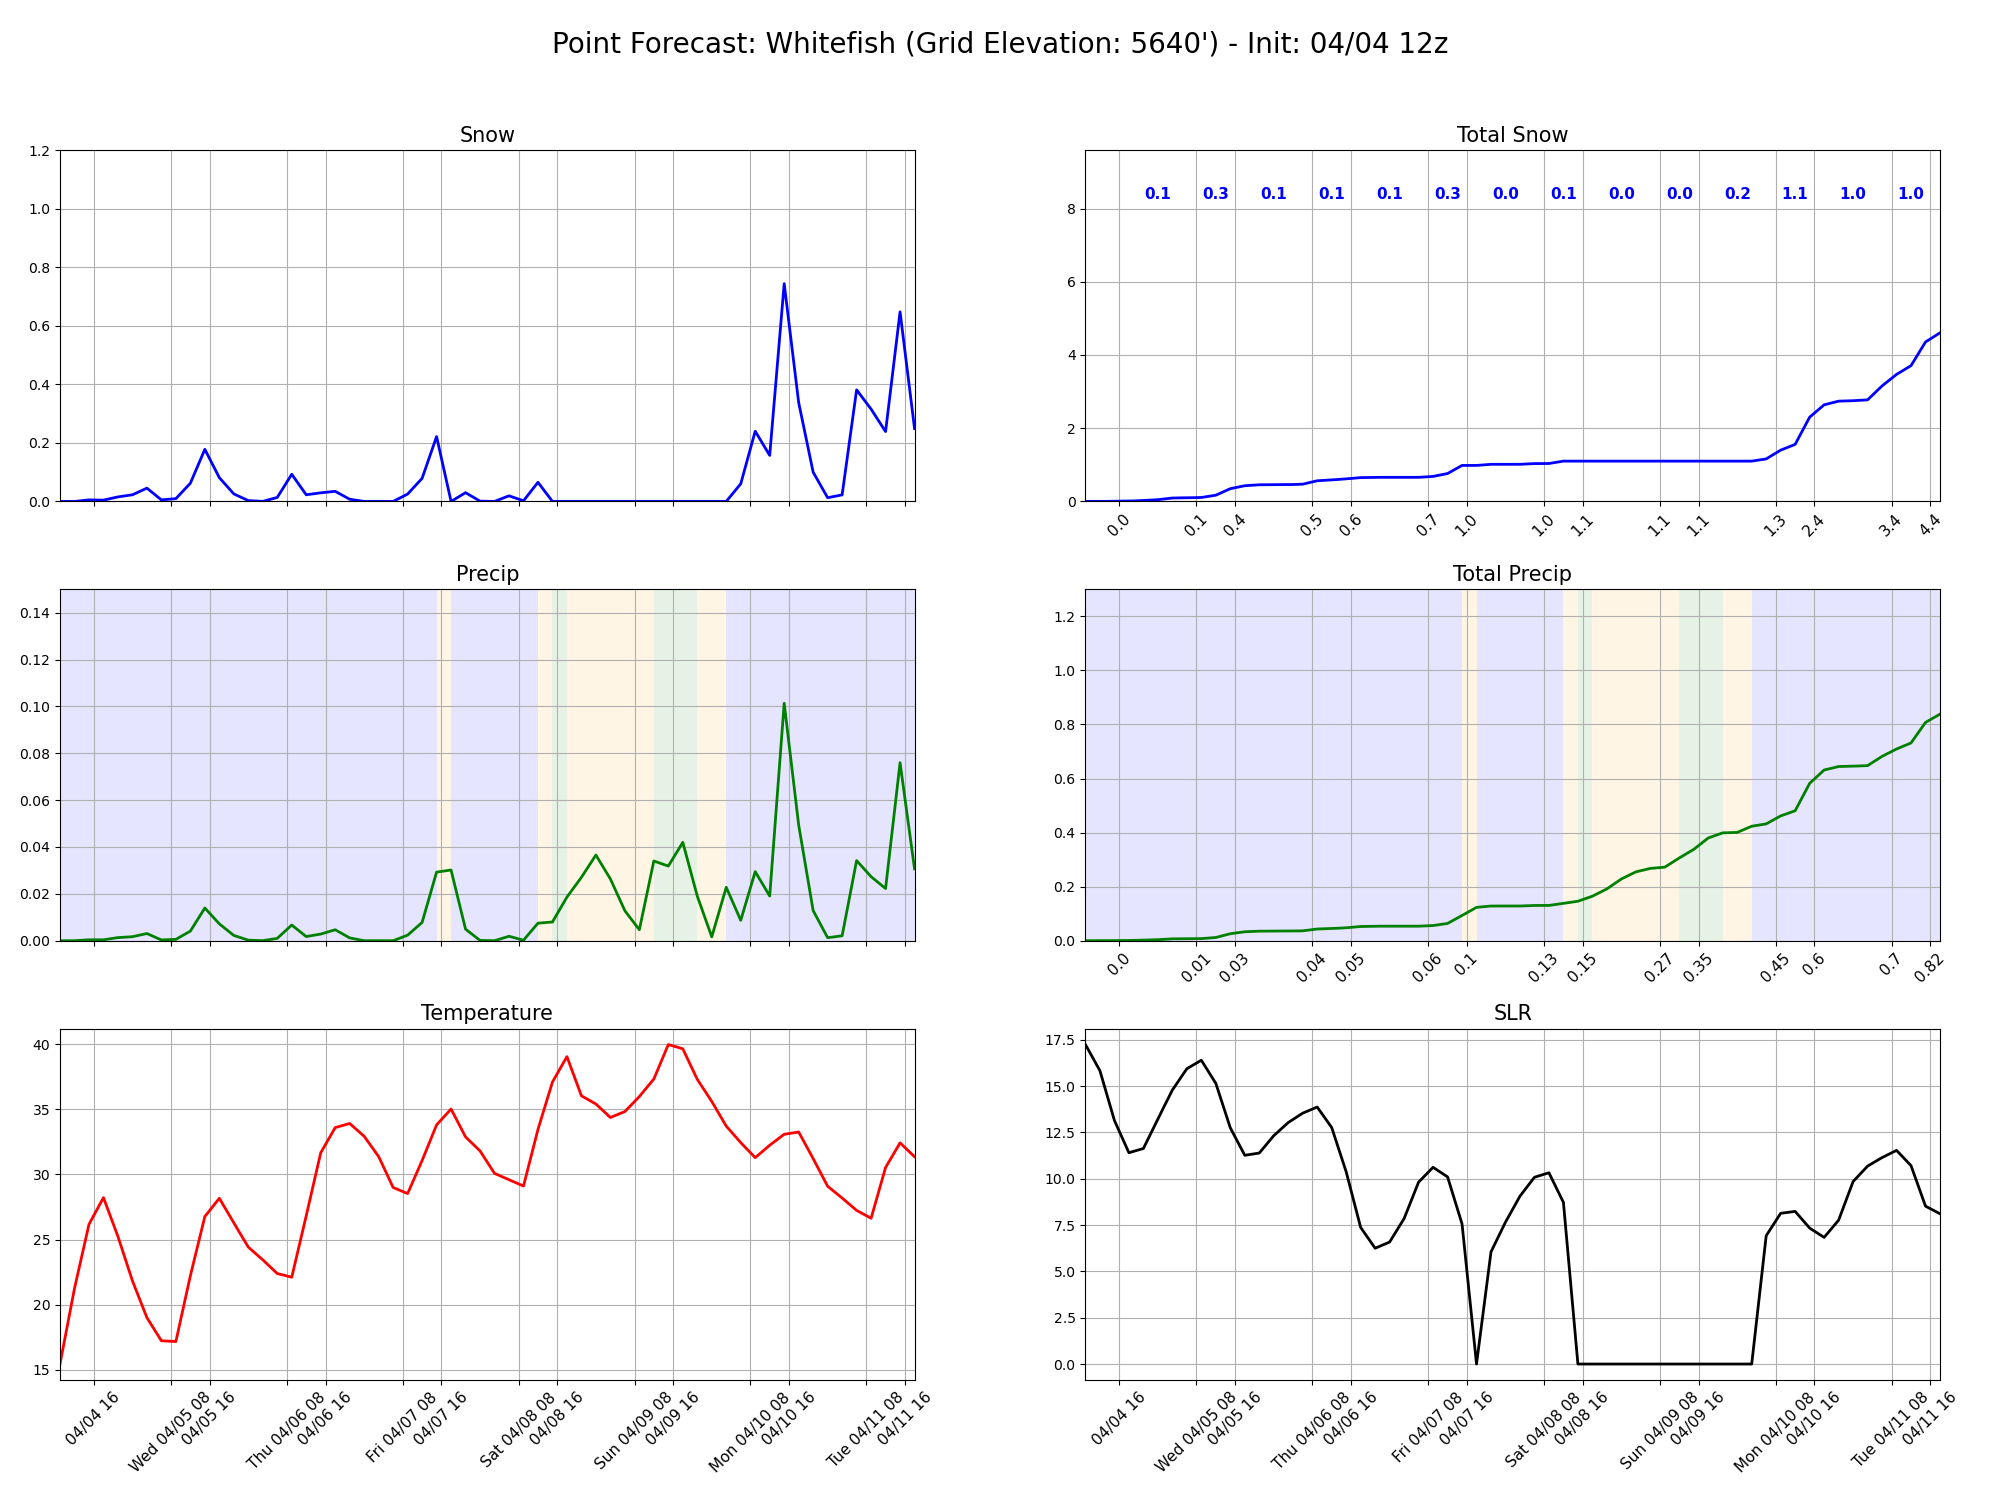 Point Forecast: Whitefish (Grid Elevation: 5640') - Init: 04/04 12z
Snow
1.2
1.0
0.8
0.6
0.4
0.2
0.0
Total Snow
0.1 0.3 0.1 0.1 0.1 0.3 0.0 0.1 0.0 0.0 0.2 1.1 1.0 1.0
8
6
4
2
0
0.0 0.1 0.4 0.5 0.6 0.7 1.0 1.0 1.1 1.1 1.1 1.3 2.4 3.4 4.4
Precip
0.14
0.12
0.10
0.08
0.06
0.04
0.02
0.00
Total Precip
1.2
1.0
0.8
0.6
0.4
0.2
0.0
0.0 0.01 0.03 0.04 0.05 0.06 0.1 0.13 0.15 0.27 0.35 0.45 0.6 0.7 0.82
Temperature
40
35
30
25
20
15
04/04 16
Wed 04/05 08
04/05 16
Thu 04/06 08
04/06 16
Fri 04/07 08
04/07 16
Sat 04/08 08
04/08 16
Sun 04/09 08
04/09 16
Mon 04/10 08
04/10 16
Tue 04/11 08
04/11 16
SLR
17.5
15.0
12.5
10.0
7.5
5.0
2.5
0.0
04/04 16
Wed 04/05 08
04/05 16
Thu 04/06 08
04/06 16
Fri 04/07 08
04/07 16
Sat 04/08 08
04/08 16
Sun 04/09 08
04/09 16
Mon 04/10 08
04/10 16
Tue 04/11 08
04/11 16